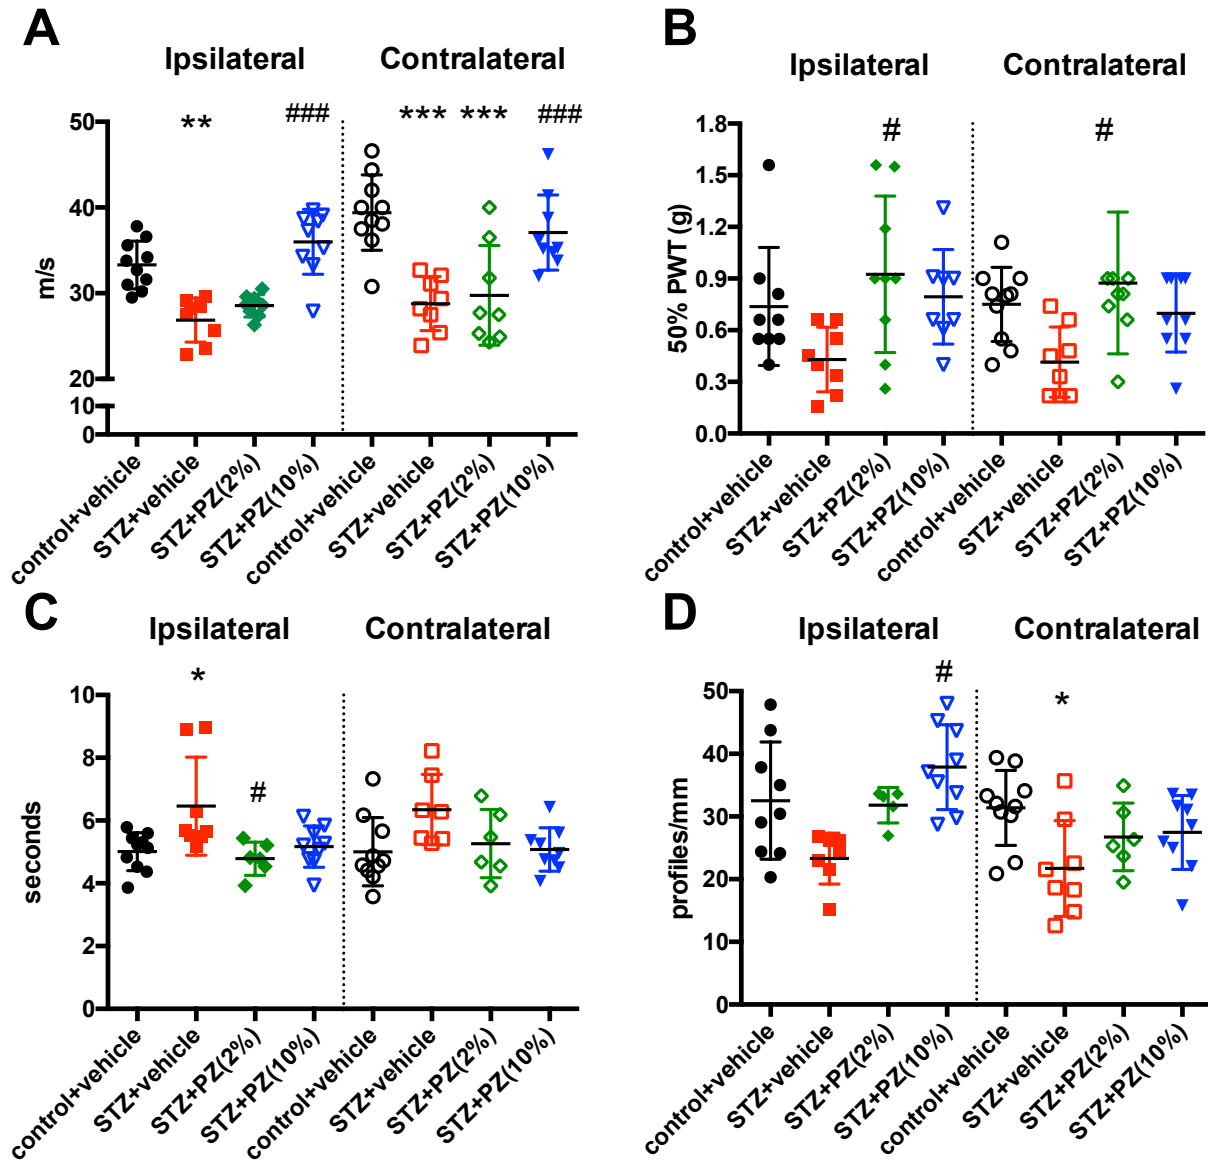 A
Ipsilateral Contralateral
** ### *** *** ###
m/s
50
40
30
20
10
0
control+vehicle
STZ+vehicle
STZ+PZ(2%)
STZ+PZ(10%)
control+vehicle
STZ+vehicle
STZ+PZ(2%)
STZ+PZ(10%)
B
Ipsilateral Contralateral
# #
50% PWT (g)
1.8
1.5
1.2
0.9
0.6
0.3
0.0
control+vehicle
STZ+vehicle
STZ+PZ(2%)
STZ+PZ(10%)
control+vehicle
STZ+vehicle
STZ+PZ(2%)
STZ+PZ(10%)
C
Ipsilateral Contralateral
*
#
seconds
10
8
6
4
2
0
control+vehicle
STZ+vehicle
STZ+PZ(2%)
STZ+PZ(10%)
control+vehicle
STZ+vehicle
STZ+PZ(2%)
STZ+PZ(10%)
D
Ipsilateral Contralateral
#
*
profiles/mm
50
40
30
20
10
0
control+vehicle
STZ+vehicle
STZ+PZ(2%)
STZ+PZ(10%)
control+vehicle
STZ+vehicle
STZ+PZ(2%)
STZ+PZ(10%)